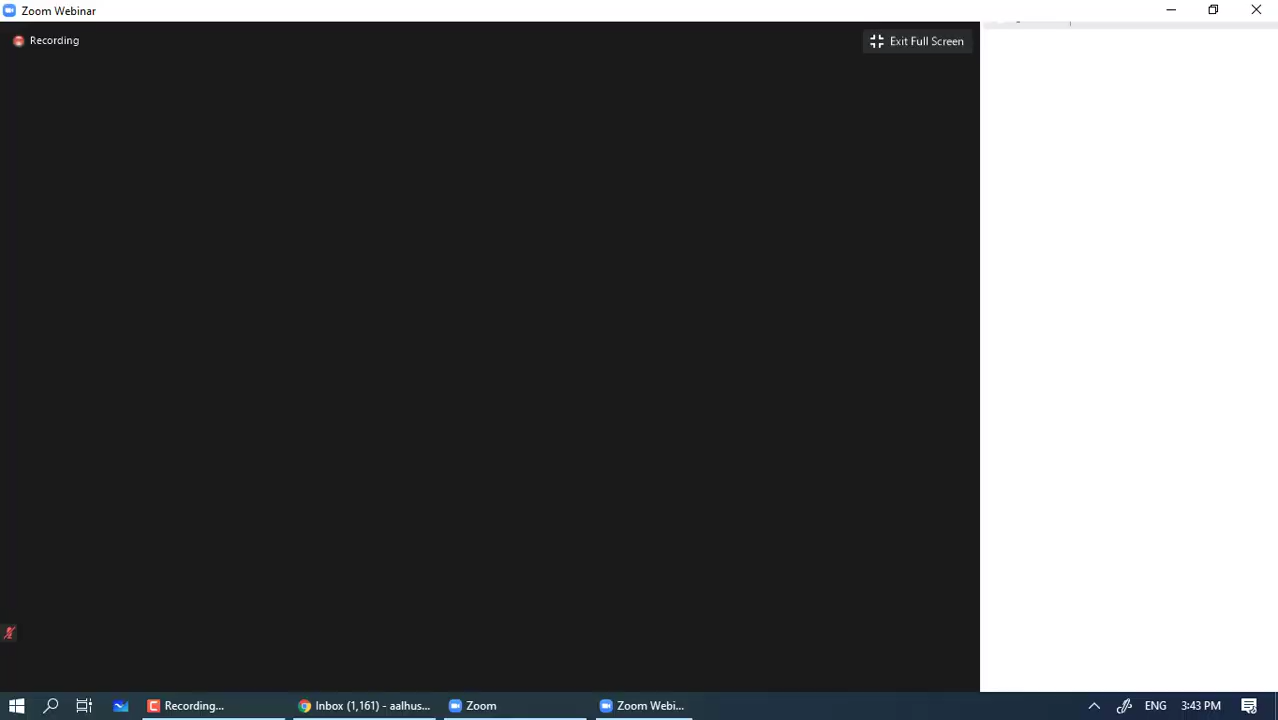 Zoom Webinar
Recording
Exit Full Screen
Recording...
Inbox (1,161) - aalhus...
Zoom
Zoom Webi...
ENG
3:43 PM